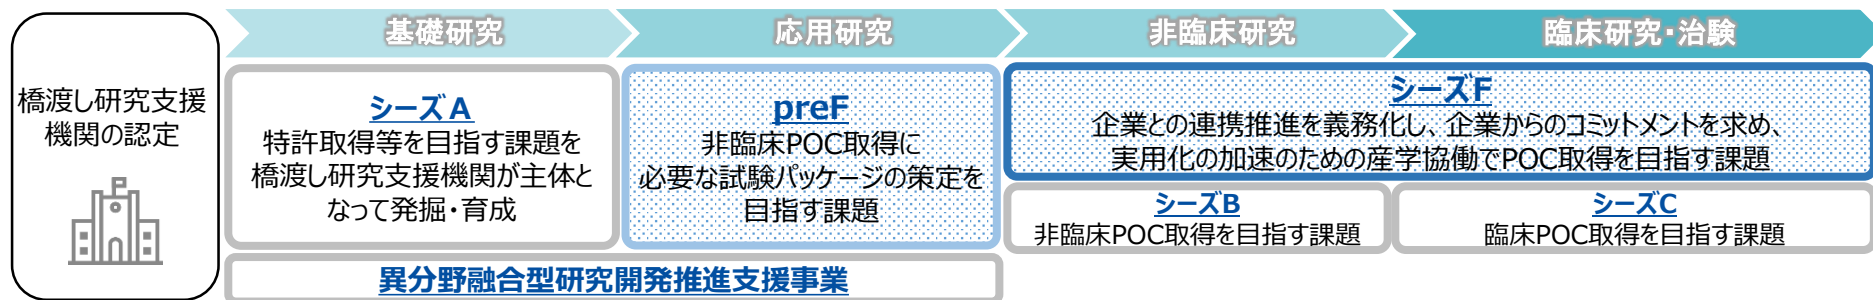 橋渡し研究支援
機関の認定
基礎研究
応用研究
非臨床研究
臨床研究・治験
シーズA
特許取得等を目指す課題を
橋渡し研究支援機関が主体と
なって発掘・育成
preF
非臨床POC取得に
必要な試験パッケージの策定を
目指す課題
シーズF
企業との連携推進を義務化し、企業からのコミットメントを求め、
実用化の加速のための産学協働でPOC取得を目指す課題
シーズB
非臨床POC取得を目指す課題
シーズC
臨床POC取得を目指す課題
異分野融合型研究開発推進支援事業